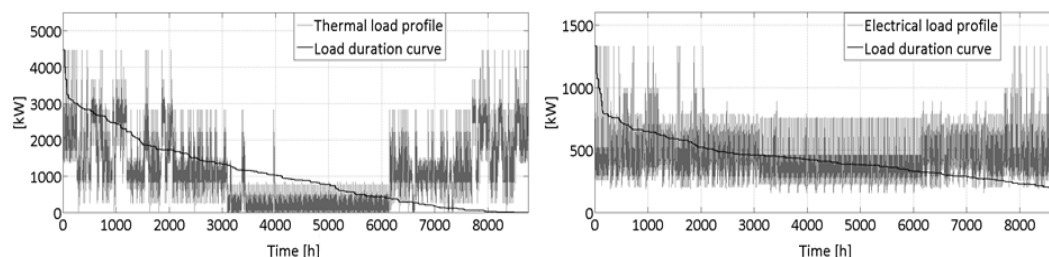 Thermal load profile
Load duration curve
5000
4000
3000
2000
1000
0
[kW]
0 1000 2000 3000 4000 5000 6000 7000 8000
Time [h]
Electrical load profile
Load duration curve
1500
1000
500
0
[kW]
0 1000 2000 3000 4000 5000 6000 7000 8000
Time [h]